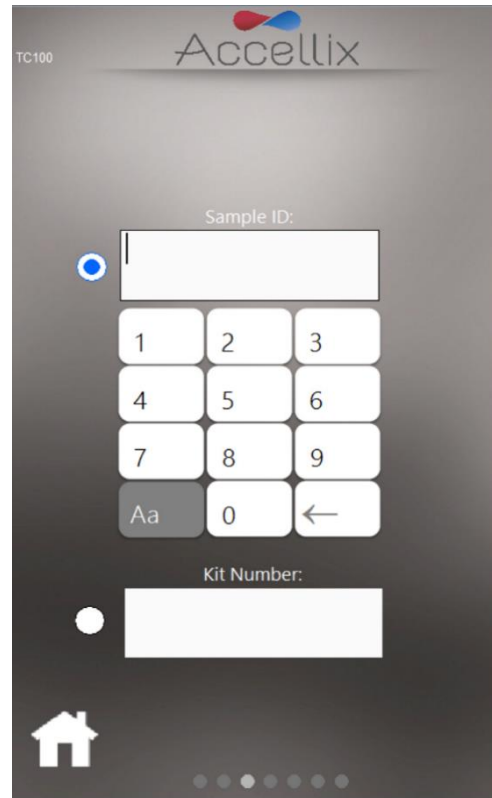 TC100
Accellix
Sample ID:
1 2 3
4 5 6
7 8 9
Aa 0 ←
Kit Number: